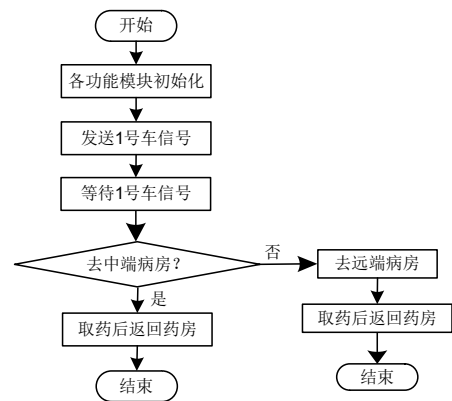 开始
各功能模块初始化
发送1号车信号
等待1号车信号
去中端病房？
否
去远端病房
是
取药后返回药房
取药后返回药房
结束
结束